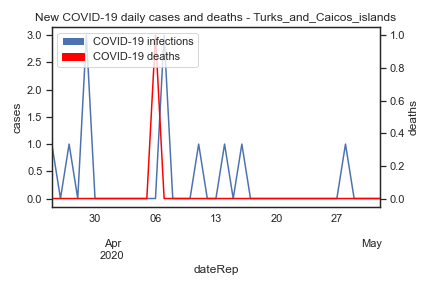 New COVID-19 daily cases and deaths - Turks_and_Caicos_islands
COVID-19 infections
COVID-19 deaths
3.0
2.5
2.0
1.5
1.0
0.5
0.0
cases
1.0
0.8
0.6
0.4
0.2
0.0
deaths
30 06 13 20 27
Apr May
2020
dateRep